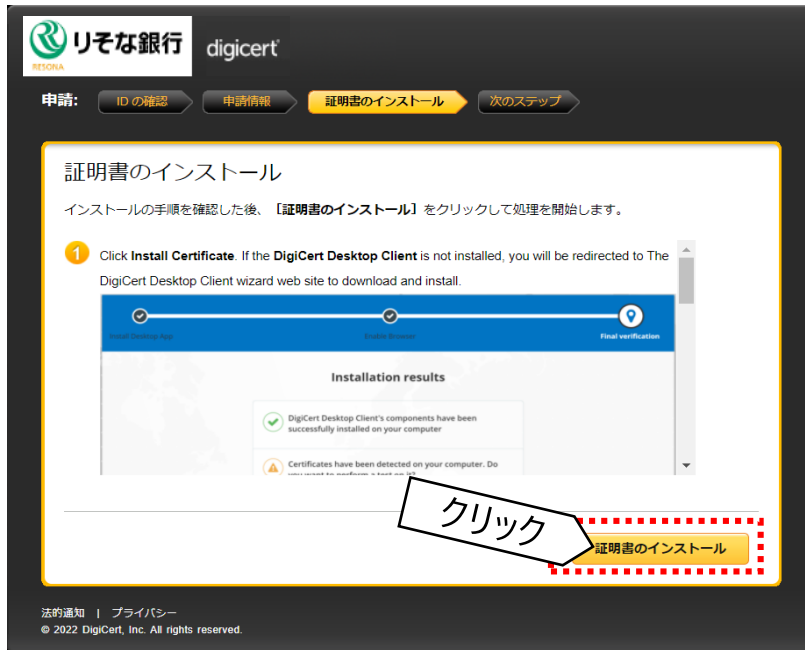 りそな銀行
RESONA
digicert
申請:
ID の確認
申請情報
証明書のインストール
次のステップ
証明書のインストール
インストールの手順を確認した後、［証明書のインストール］をクリックして処理を開始します。
1
Click Install Certificate. If the DigiCert Desktop Client is not installed, you will be redirected to The
DigiCert Desktop Client wizard web site to download and install.
Install Desktop App
Enable Browser
Final verification
Installation results
DigiCert Desktop Client's components have been
successfully installed on your computer
Certificates have been detected on your computer. Do
you want to perform a test on it?
クリック
証明書のインストール
法的通知 | プライバシー
© 2022 DigiCert, Inc. All rights reserved.